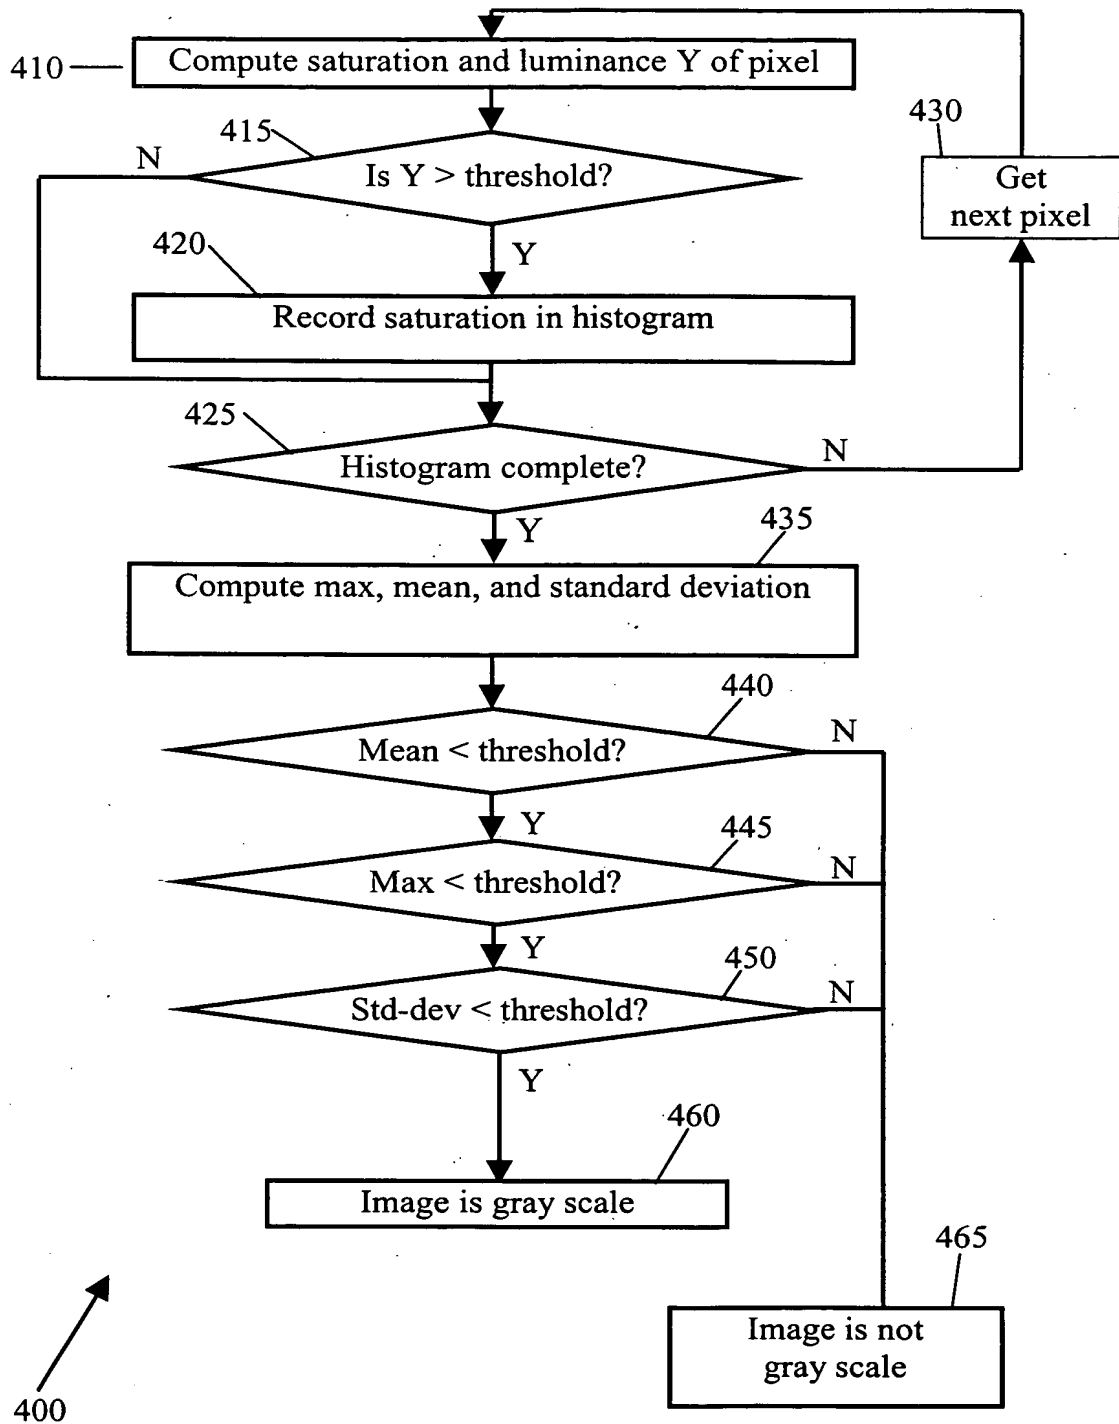 410
Compute saturation and luminance Y of pixel
415
N
Is Y > threshold?
430
Get
next pixel
420
Y
Record saturation in histogram
425
Histogram complete?
N
Y
435
Compute max, mean, and standard deviation
440
Mean < threshold?
N
Y
445
Max < threshold?
N
Y
450
Std-dev < threshold?
N
Y
460
Image is gray scale
465
Image is not
gray scale
400